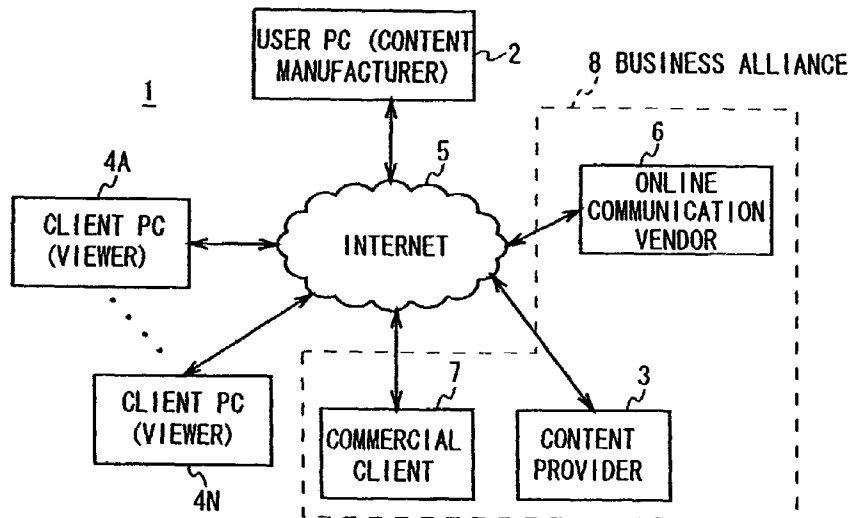 USER PC (CONTENT
MANUFACTURER)
2
8 BUSINESS ALLIANCE
1
4A
CLIENT PC
(VIEWER)
5
INTERNET
6
ONLINE
COMMUNICATION
VENDOR
CLIENT PC
(VIEWER)
4N
7
COMMERCIAL
CLIENT
3
CONTENT
PROVIDER